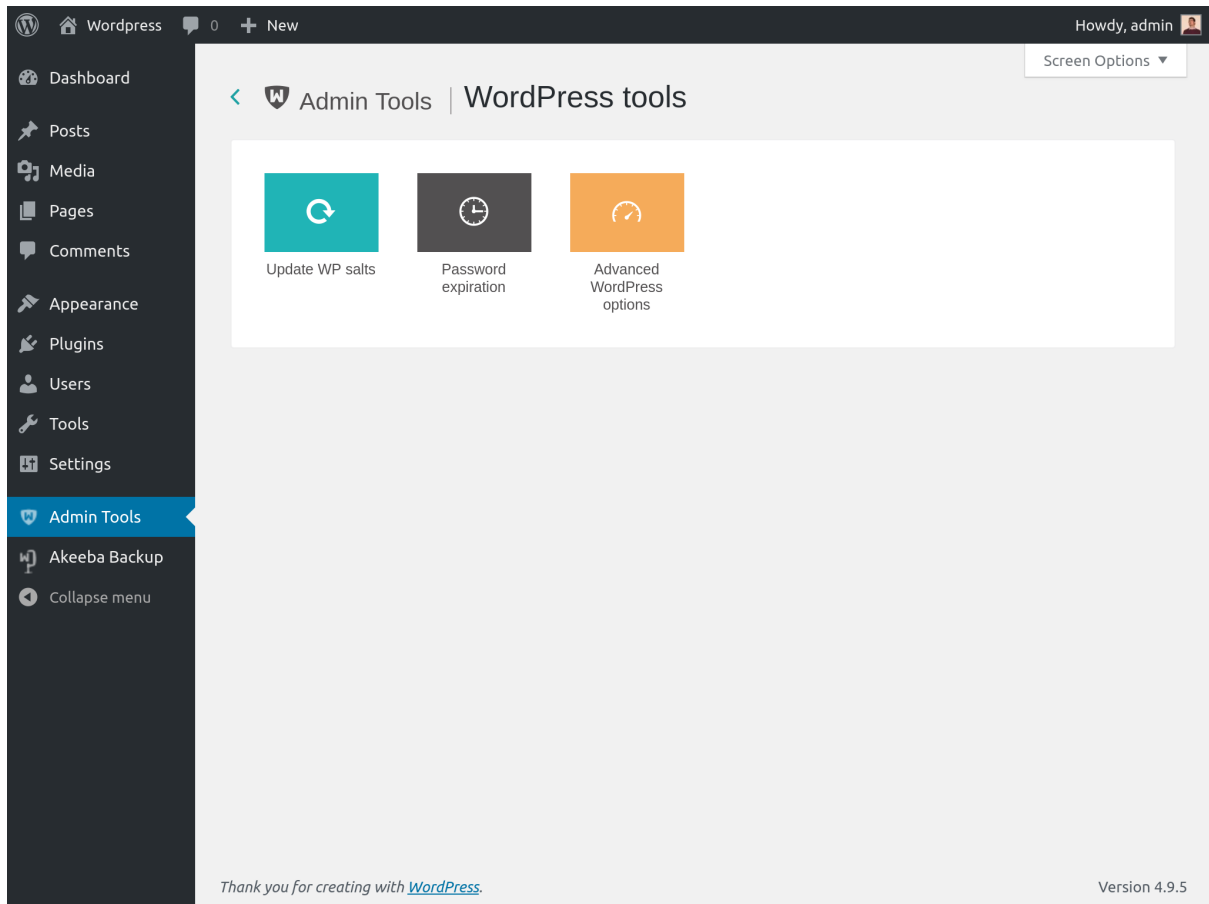 Wordpress 0 New Howdy, admin
Screen Options ▼
Dashboard
Posts
Media
Pages
Comments
Appearance
Plugins
Users
Tools
Settings
Admin Tools
Akeeba Backup
Collapse menu
Admin Tools | WordPress tools
Update WP salts
Password
expiration
Advanced
WordPress
options
Thank you for creating with WordPress.
Version 4.9.5